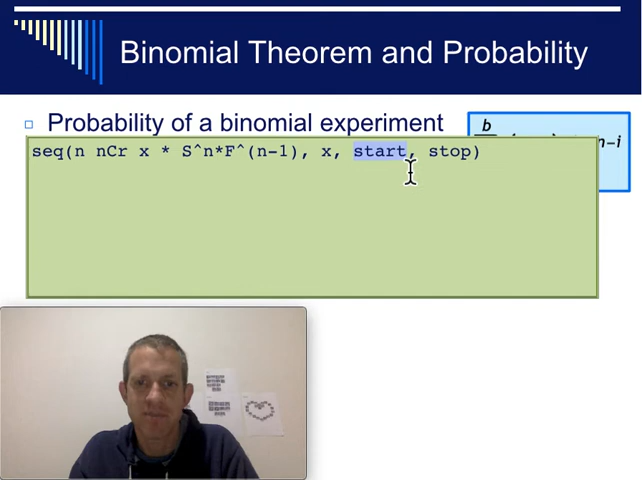 Binomial Theorem and Probability
Probability of a binomial experiment
b
n-i
seq(n nCr x * S^n*F^(n-1), x, start, stop)